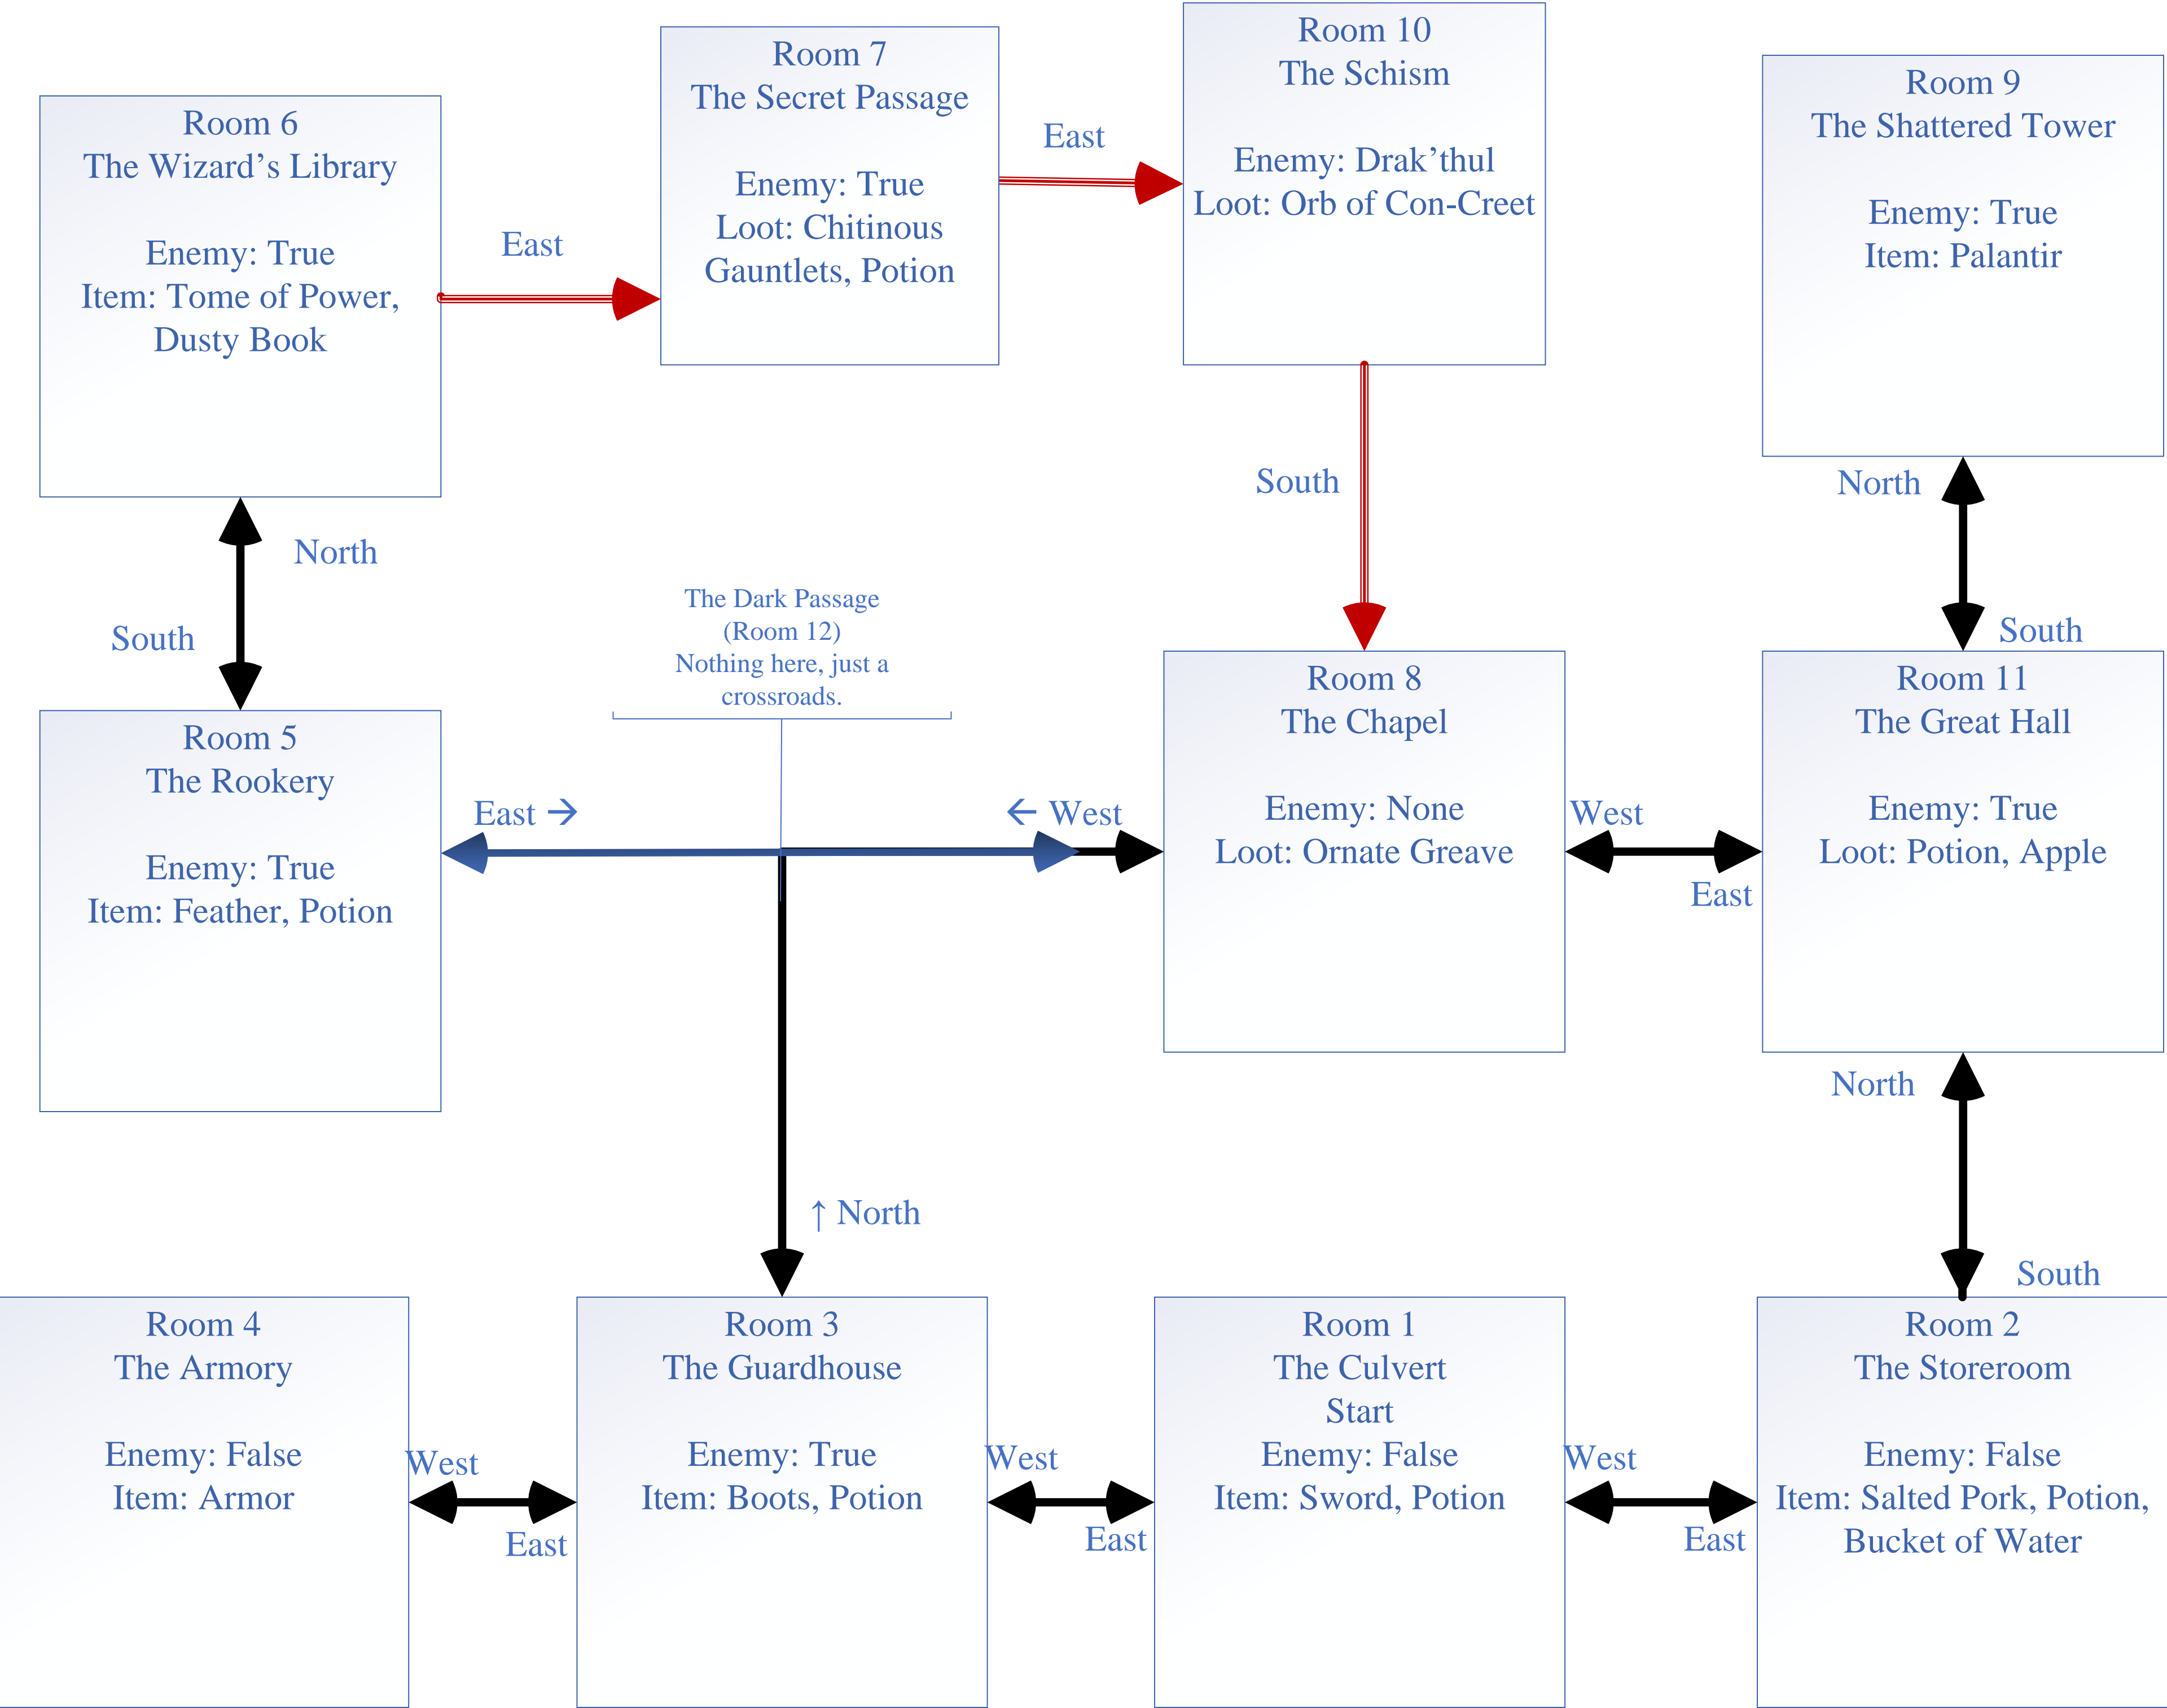 Room 10
The Schism
Enemy: Drak’thul
Loot: Orb of Con-Creet
Room 7
The Secret Passage
Enemy: True
Loot: Chitinous
Gauntlets, Potion
East
Room 9
The Shattered Tower
Enemy: True
Item: Palantir
Room 6
The Wizard’s Library
Enemy: True
Item: Tome of Power,
Dusty Book
East
South
North
North
South
South
The Dark Passage
(Room 12)
Nothing here, just a
crossroads.
Room 8
The Chapel
Enemy: None
Loot: Ornate Greave
Room 11
The Great Hall
Enemy: True
Loot: Potion, Apple
Room 5
The Rookery
Enemy: True
Item: Feather, Potion
East →
← West
West
East
North
↑ North
South
Room 4
The Armory
Enemy: False
Item: Armor
West
East
Room 3
The Guardhouse
Enemy: True
Item: Boots, Potion
West
East
Room 1
The Culvert
Start
Enemy: False
Item: Sword, Potion
West
East
Room 2
The Storeroom
Enemy: False
Item: Salted Pork, Potion,
Bucket of Water